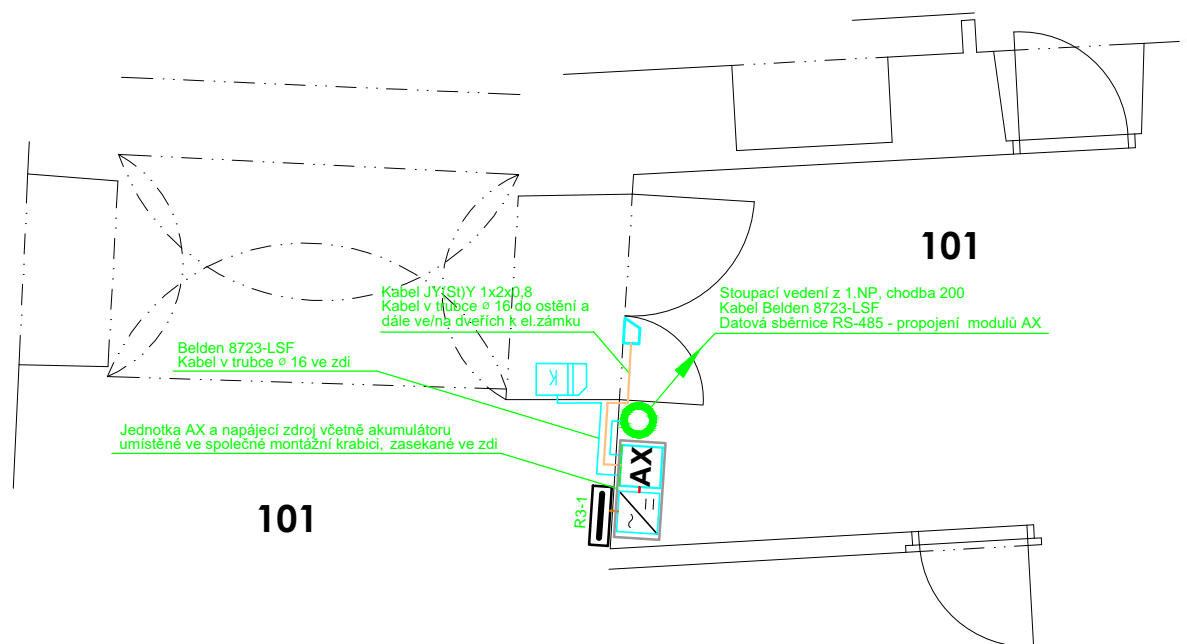 101
Kabel JY(St)Y 1x2x0,8
Kabel v trubce ⌀ 16 do ostění a
dále ve/na dveřích k el.zámku
Stoupací vedení z 1.NP, chodba 200
Kabel Belden 8723-LSF
Datová sběrnice RS-485 - propojení modulů AX
Belden 8723-LSF
Kabel v trubce ⌀ 16 ve zdi
K
Jednotka AX a napájecí zdroj včetně akumulátoru
umístěné ve společné montážní krabici, zasekané ve zdi
AX
R3-1
101